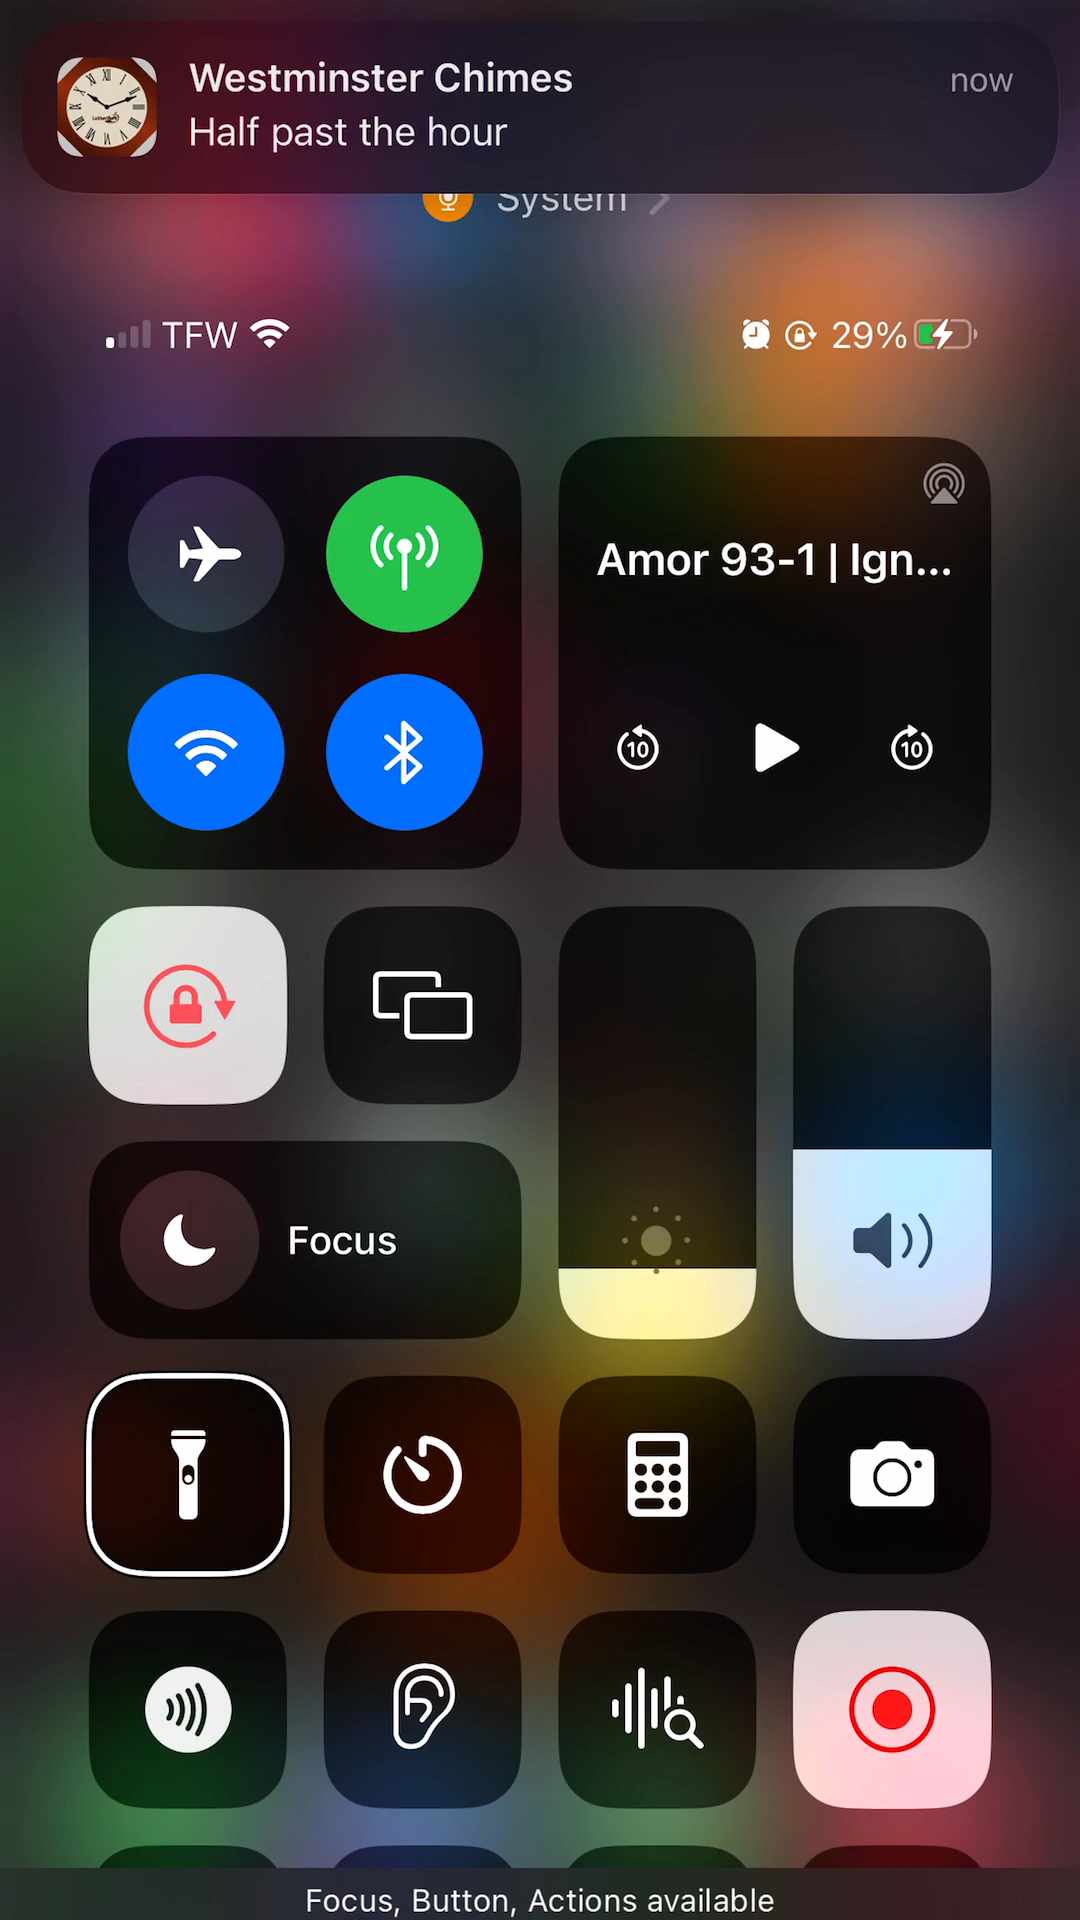 Westminster Chimes
now
Half past the hour
System
TFW
29%
Amor 93-1 | Ign...
10
10
Focus
Focus, Button, Actions available